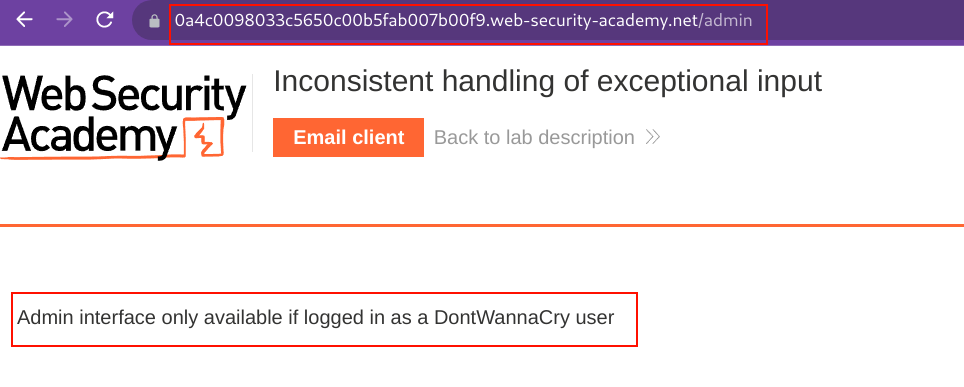 0a4c0098033c5650c00b5fab007b00f9.web-security-academy.net/admin
Web Security
Academy
Inconsistent handling of exceptional input
Email client
Back to lab description
Admin interface only available if logged in as a DontWannaCry user